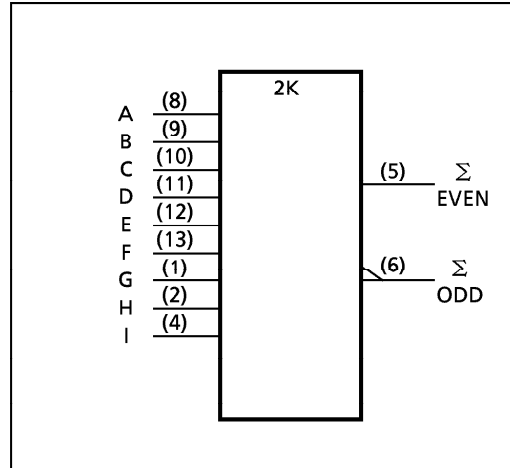 2K
A (8)
B (9)
C (10)
D (11)
E (12)
F (13)
G (1)
H (2)
I (4)
(5) Σ
EVEN
(6) Σ
ODD